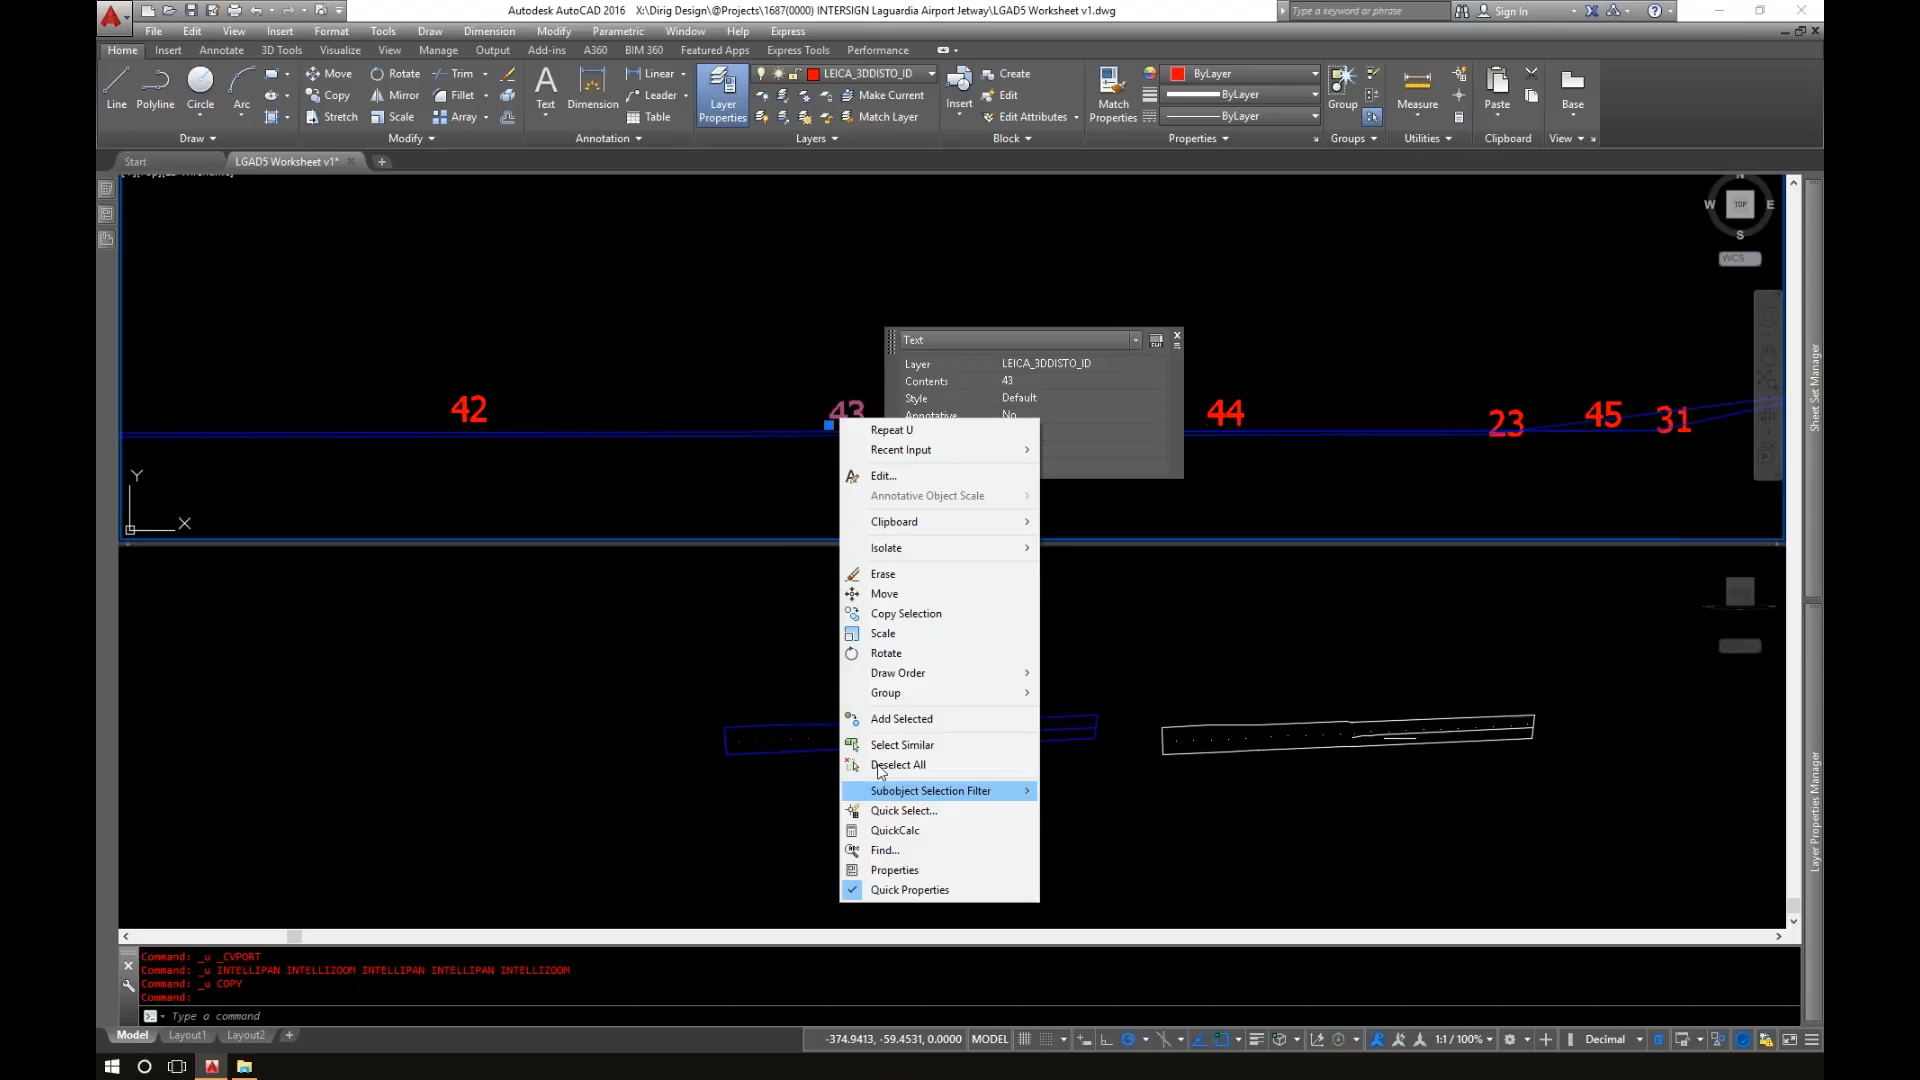 Autodesk AutoCAD 2016 X:\Dirig Design\@Projects\1687(0000) INTERSIGN Laguardia Airport Jetway\LGAD5 Worksheet v1.dwg
Type a keyword or phrase
Sign In
File Edit View Insert Format Tools Draw Dimension Modify Parametric Window Help Express
Home Insert Annotate 3D Tools Visualize View Manage Output Add-ins A360 BIM 360 Featured Apps Express Tools Performance
Move Rotate Trim Linear LEICA_3DDISTO_ID Create ByLayer
Copy Mirror Fillet Leader Make Current Edit ByLayer
Line Polyline Circle Arc Text Dimension Layer Properties Insert Match Properties Group Measure Paste Base
Stretch Scale Array Table Match Layer Edit Attributes ByLayer
Draw Modify Annotation Layers Block Properties Groups Utilities Clipboard View
Start LGAD5 Worksheet v1*
N
W TOP E
S
WCS
Text
Layer LEICA_3DDISTO_ID
Contents 43
Style Default
Annotative No
42 43 44 23 45 31
Y
X
Repeat U
Recent Input
Edit...
Annotative Object Scale
Clipboard
Isolate
Erase
Move
Copy Selection
Scale
Rotate
Draw Order
Group
Add Selected
Select Similar
Deselect All
Subobject Selection Filter
Quick Select...
QuickCalc
Find...
Properties
Quick Properties
Sheet Set Manager
Layer Properties Manager
Command: _u _CVPORT
Command: _u INTELLIPAN INTELLIZOOM INTELLIPAN INTELLIPAN INTELLIZOOM
Command: _u COPY
Command:
Type a command
Model Layout1 Layout2
-374.9413, -59.4531, 0.0000 MODEL 1:1 / 100% Decimal